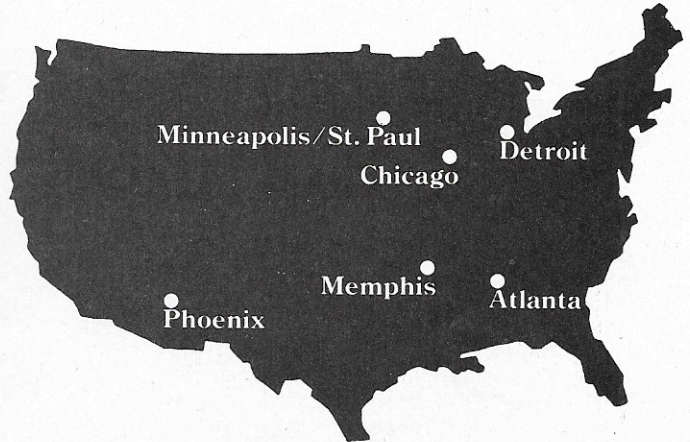 Minneapolis/St. Paul
Detroit
Chicago
Memphis
Atlanta
Phoenix